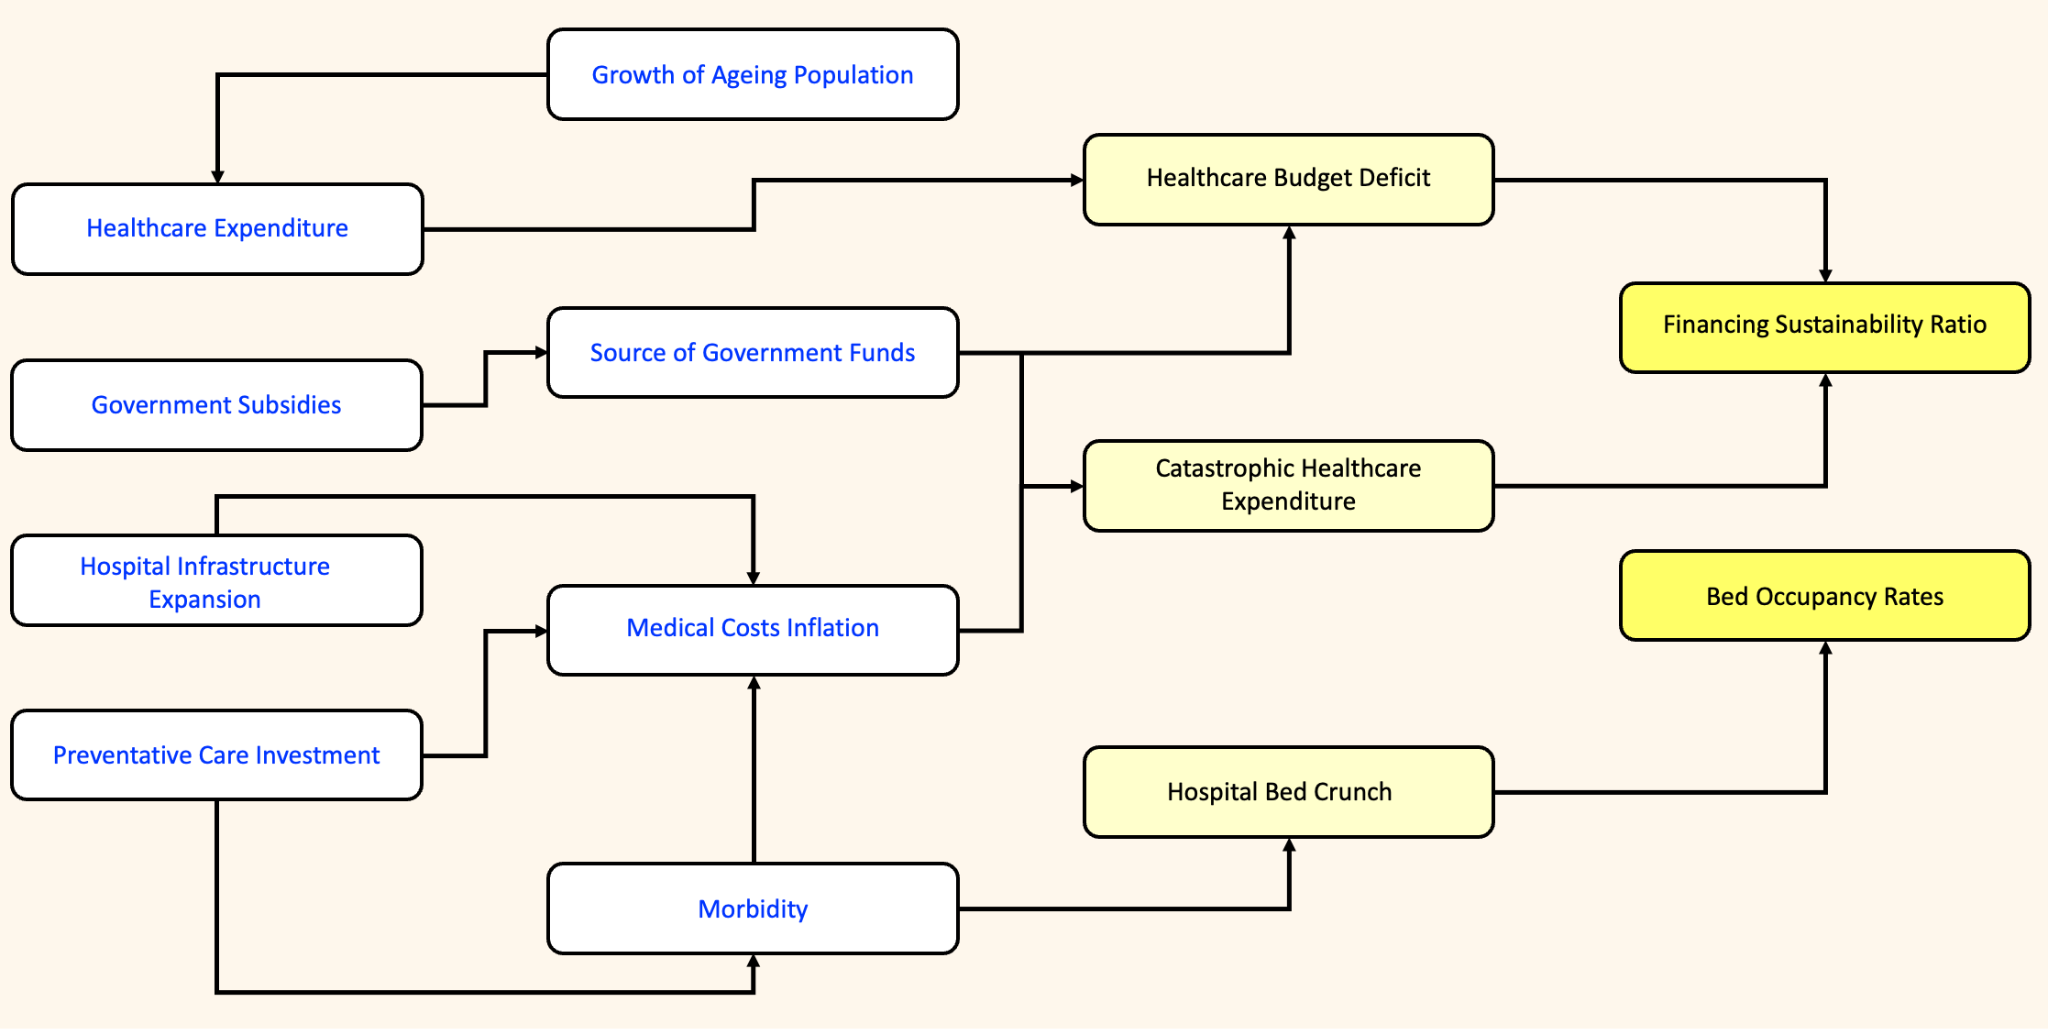 Growth of Ageing Population
Healthcare Budget Deficit
Healthcare Expenditure
Financing Sustainability Ratio
Source of Government Funds
Government Subsidies
Catastrophic Healthcare
Expenditure
Hospital Infrastructure
Expansion
Bed Occupancy Rates
Medical Costs Inflation
Preventative Care Investment
Hospital Bed Crunch
Morbidity